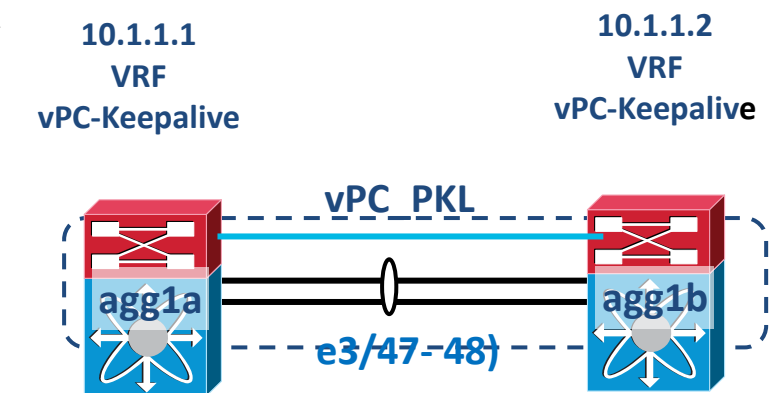 10.1.1.1
VRF
vPC-Keepalive
10.1.1.2
VRF
vPC-Keepalive
vPC_PKL
agg1a
agg1b
e3/47- 48)